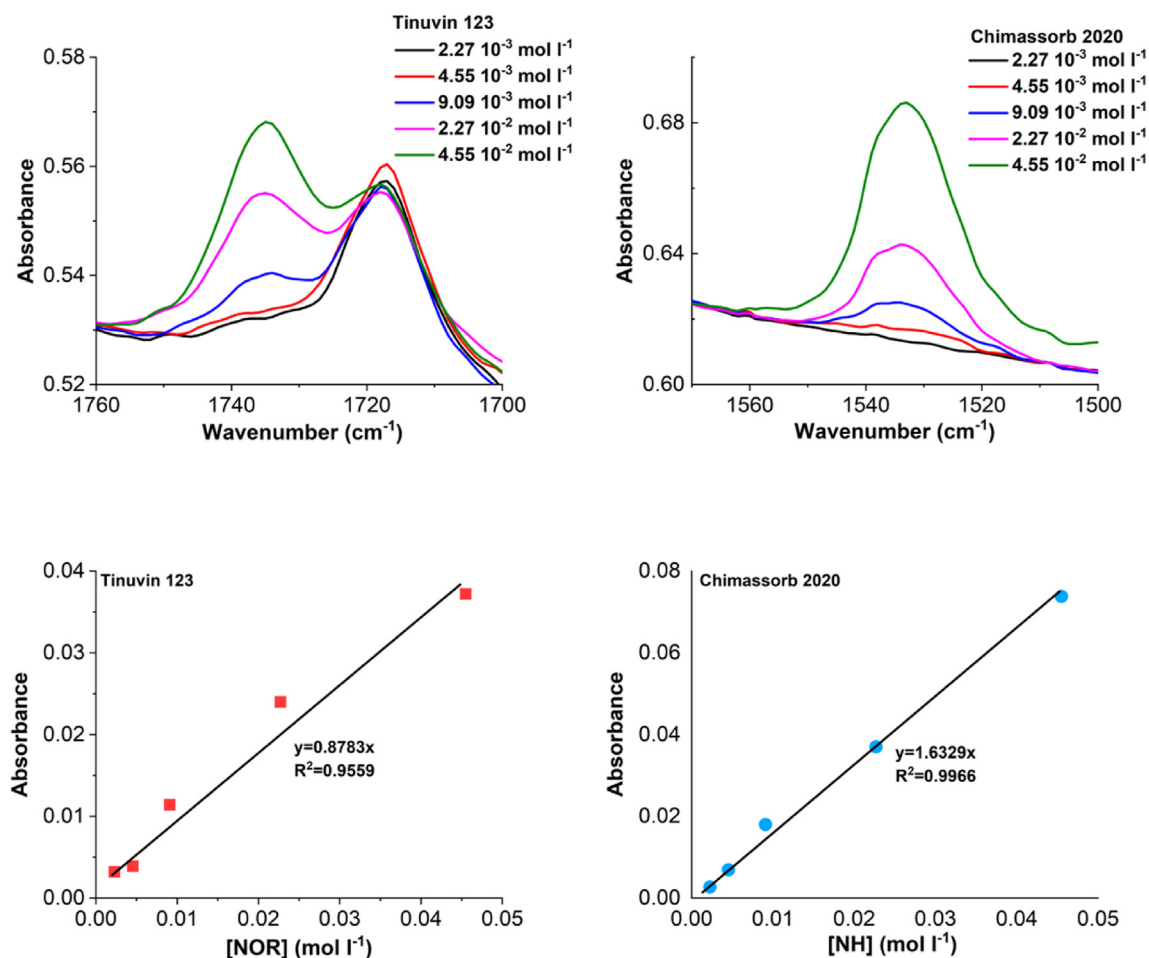 Tinuvin 123
2.27 10⁻³ mol l⁻¹
4.55 10⁻³ mol l⁻¹
9.09 10⁻³ mol l⁻¹
2.27 10⁻² mol l⁻¹
4.55 10⁻² mol l⁻¹
0.58
0.56
0.54
0.52
Absorbance
1760
1740
1720
1700
Wavenumber (cm⁻¹)
Chimassorb 2020
2.27 10⁻³ mol l⁻¹
4.55 10⁻³ mol l⁻¹
9.09 10⁻³ mol l⁻¹
2.27 10⁻² mol l⁻¹
4.55 10⁻² mol l⁻¹
0.68
0.64
0.60
Absorbance
1560
1540
1520
1500
Wavenumber (cm⁻¹)
Tinuvin 123
0.04
0.03
0.02
0.01
0.00
Absorbance
y=0.8783x
R²=0.9559
0.00
0.01
0.02
0.03
0.04
0.05
[NOR] (mol l⁻¹)
Chimassorb 2020
0.08
0.06
0.04
0.02
0.00
Absorbance
y=1.6329x
R²=0.9966
0.00
0.01
0.02
0.03
0.04
0.05
[NH] (mol l⁻¹)